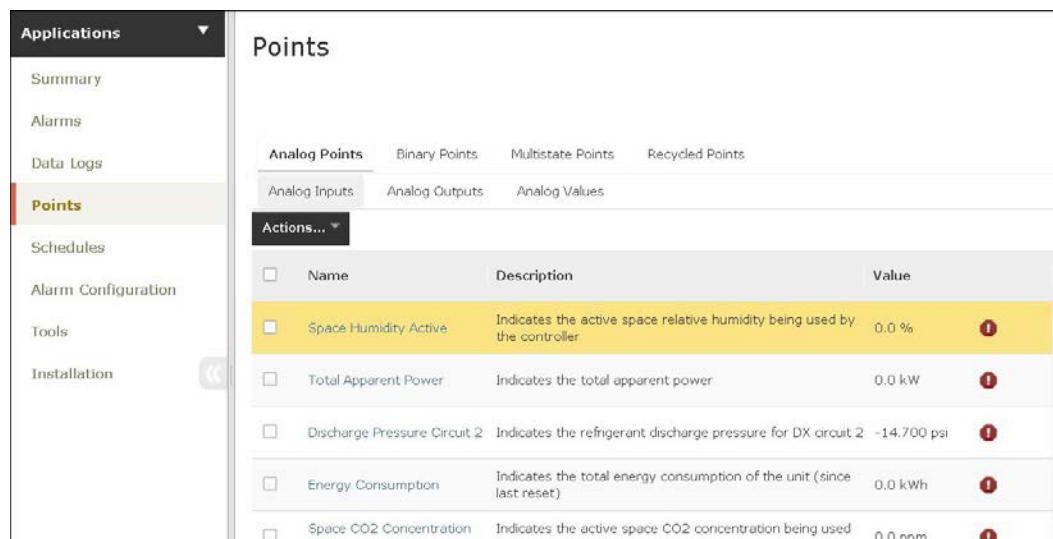 Applications
Summary
Alarms
Data Logs
Points
Schedules
Alarm Configuration
Tools
Installation
Points
Analog Points Binary Points Multistate Points Recycled Points
Analog Inputs Analog Outputs Analog Values
Actions...
Name Description Value
Space Humidity Active Indicates the active space relative humidity being used by the controller 0.0 %
Total Apparent Power Indicates the total apparent power 0.0 kW
Discharge Pressure Circuit 2 Indicates the refrigerant discharge pressure for DX circuit 2 -14.700 psi
Energy Consumption Indicates the total energy consumption of the unit (since last reset) 0.0 kWh
Space CO2 Concentration Indicates the active space CO2 concentration being used 0.0 ppm